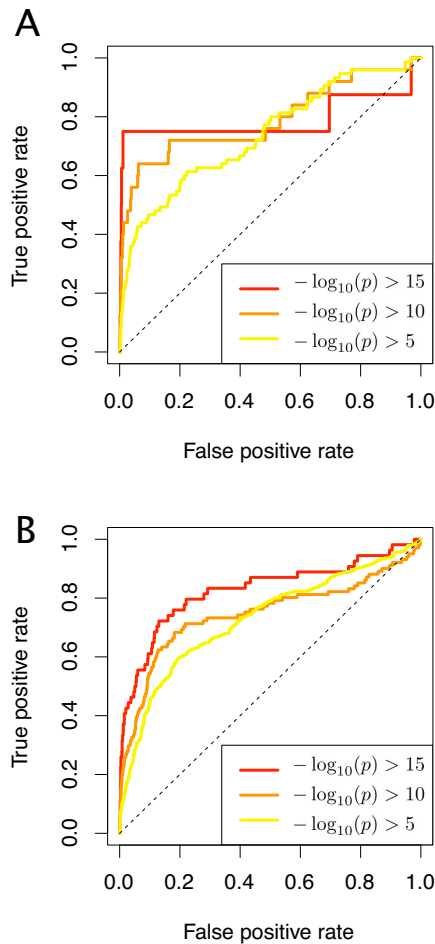 A
True positive rate
1.0
0.8
0.6
0.4
0.2
0.0
−log₁₀(p) > 15
−log₁₀(p) > 10
−log₁₀(p) > 5
0.0 0.2 0.4 0.6 0.8 1.0
False positive rate
B
True positive rate
1.0
0.8
0.6
0.4
0.2
0.0
−log₁₀(p) > 15
−log₁₀(p) > 10
−log₁₀(p) > 5
0.0 0.2 0.4 0.6 0.8 1.0
False positive rate